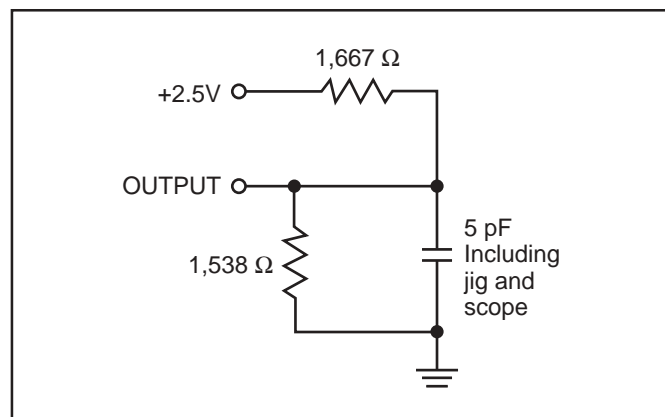 1,667 Ω
+2.5V
OUTPUT
1,538 Ω
5 pF
Including
jig and
scope